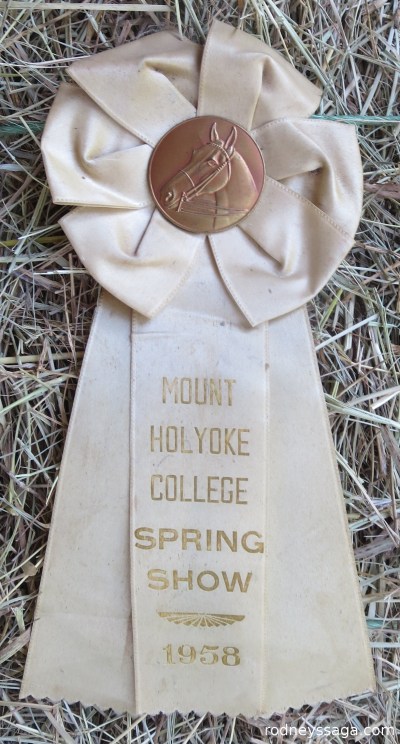 MOUNT
HOLYOKE
COLLEGE
SPRING
SHOW
1958
rodneyssaga.com